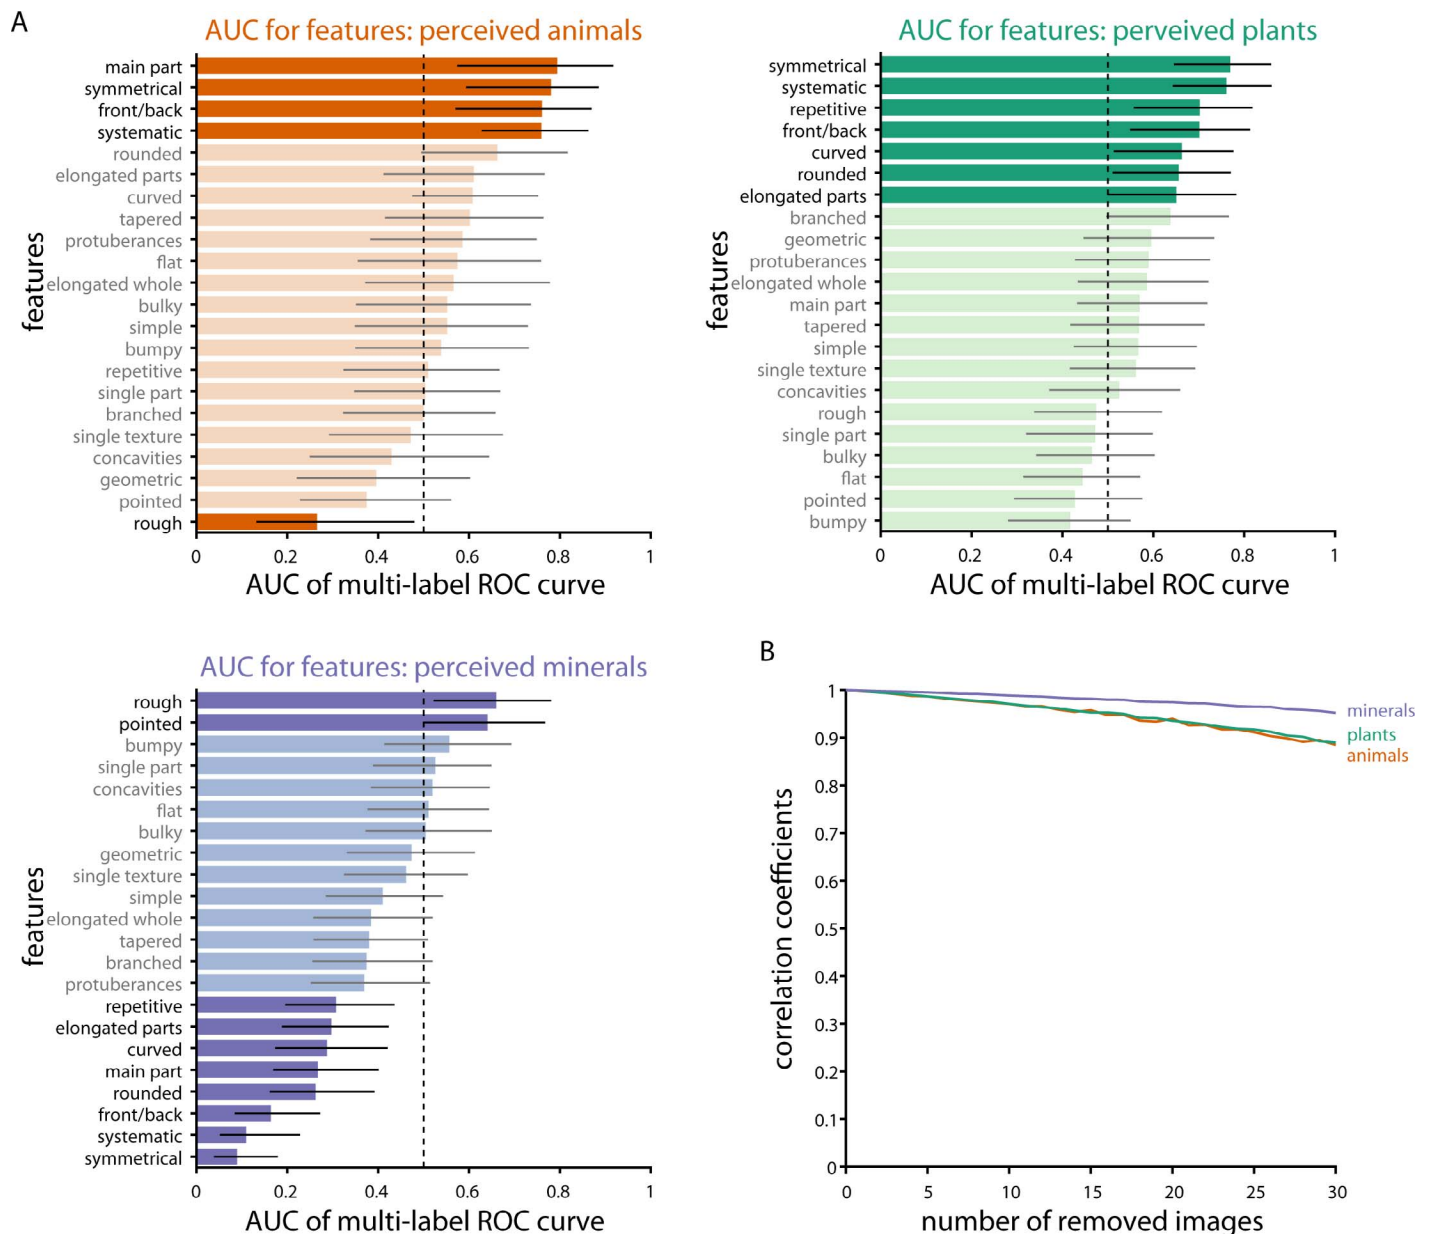 A
AUC for features: perceived animals
features
main part
symmetrical
front/back
systematic
rounded
elongated parts
curved
tapered
protuberances
flat
elongated whole
bulky
simple
bumpy
repetitive
single part
branched
single texture
concavities
geometric
pointed
rough
0 0.2 0.4 0.6 0.8 1
AUC of multi-label ROC curve
AUC for features: perveived plants
features
symmetrical
systematic
repetitive
front/back
curved
rounded
elongated parts
branched
geometric
protuberances
elongated whole
main part
tapered
simple
single texture
concavities
rough
single part
bulky
flat
pointed
bumpy
0 0.2 0.4 0.6 0.8 1
AUC of multi-label ROC curve
AUC for features: perceived minerals
features
rough
pointed
bumpy
single part
concavities
flat
bulky
geometric
single texture
simple
elongated whole
tapered
branched
protuberances
repetitive
elongated parts
curved
main part
rounded
front/back
systematic
symmetrical
0 0.2 0.4 0.6 0.8 1
AUC of multi-label ROC curve
B
correlation coefficients
1
0.9
0.8
0.7
0.6
0.5
0.4
0.3
0.2
0.1
0
minerals
plants
animals
0 5 10 15 20 25 30
number of removed images